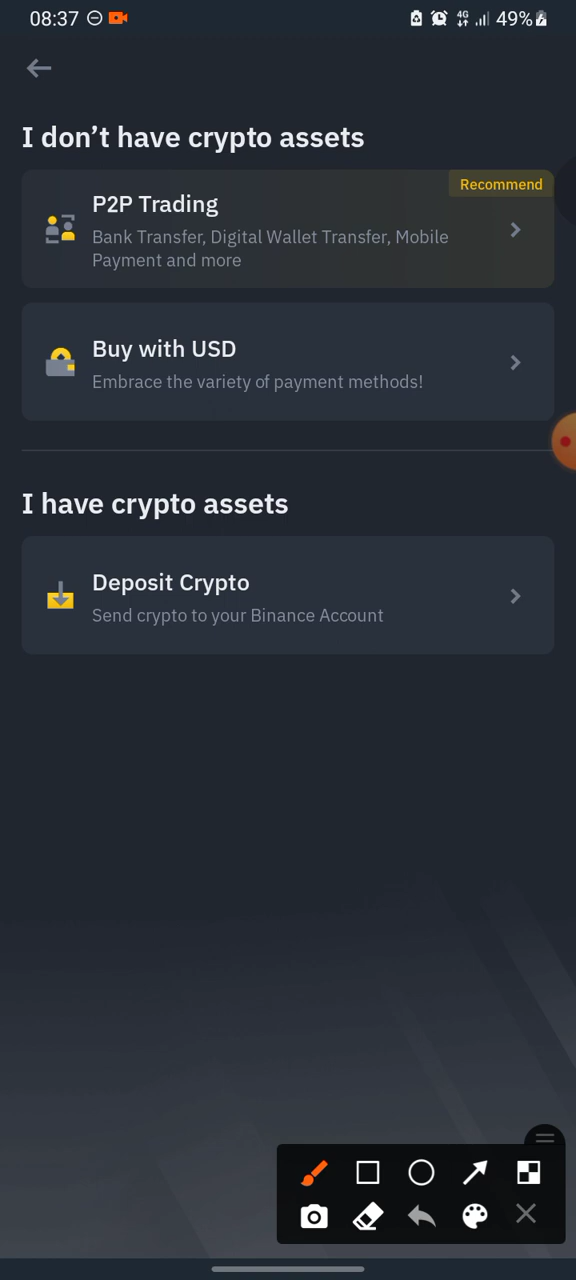 08:37
4G
49%
I don’t have crypto assets
Recommend
P2P Trading
Bank Transfer, Digital Wallet Transfer, Mobile
Payment and more
Buy with USD
Embrace the variety of payment methods!
I have crypto assets
Deposit Crypto
Send crypto to your Binance Account